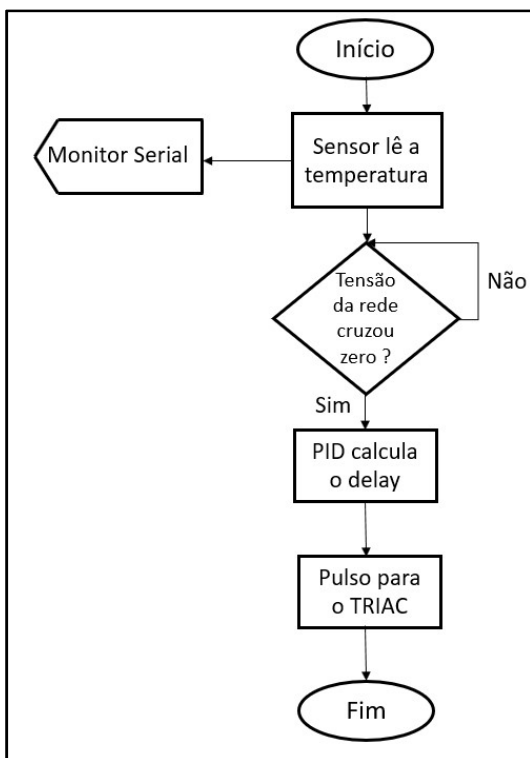 Início
Sensor lê a
temperatura
Monitor Serial
Tensão
da rede
cruzou
zero ?
Não
Sim
PID calcula
o delay
Pulso para
o TRIAC
Fim